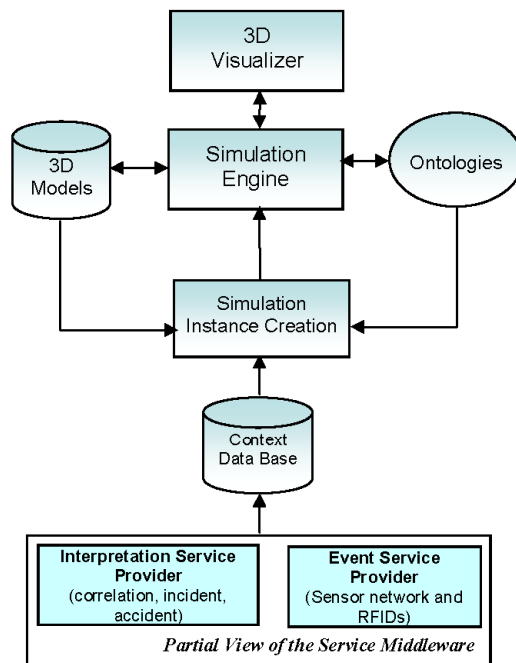 3D
Visualizer
3D
Models
Simulation
Engine
Ontologies
Simulation
Instance Creation
Context
Data Base
Interpretation Service
Provider
(correlation, incident,
accident)
Event Service
Provider
(Sensor network and
RFIDs)
Partial View of the Service Middleware